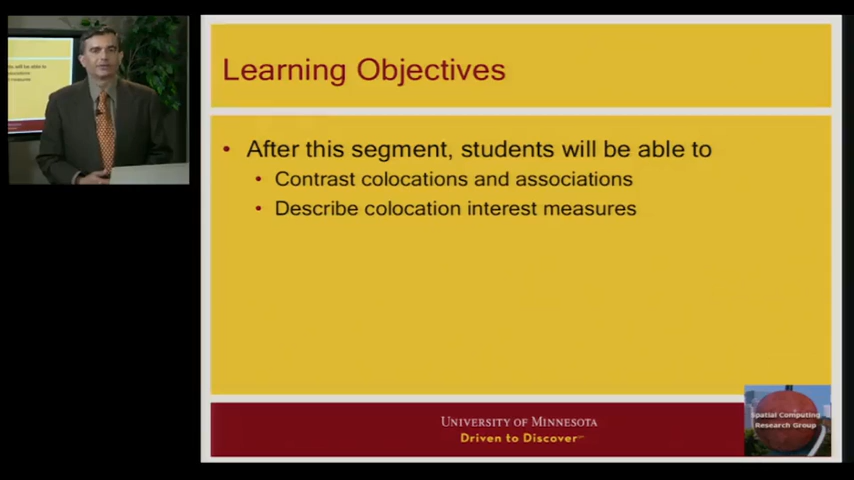 Learning Objectives
• After this segment, students will be able to
• Contrast colocations and associations
• Describe colocation interest measures
UNIVERSITY OF MINNESOTA
Driven to Discover
Spatial Computing
Research Group